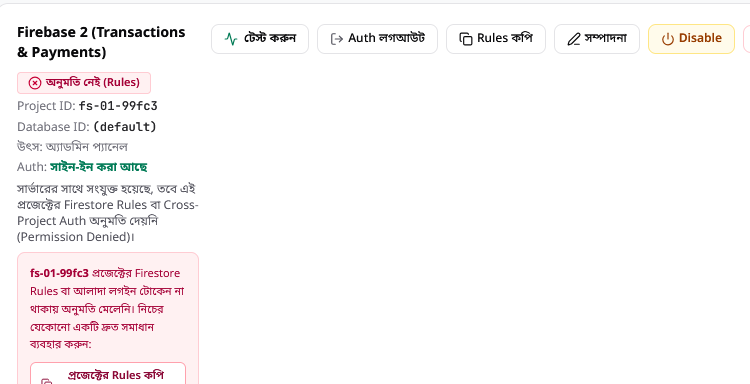 Firebase 2 (Transactions
& Payments)
টেস্ট করুন
Auth লগআউট
Rules কপি
সম্পাদনা
Disable
অনুমতি নেই (Rules)
Project ID: fs-01-99fc3
Database ID: (default)
উৎস: অ্যাডমিন প্যানেল
Auth: সাইন-ইন করা আছে
সার্ভারের সাথে সংযুক্ত হয়েছে, তবে এই
প্রজেক্টের Firestore Rules বা Cross-
Project Auth অনুমতি দেয়নি
(Permission Denied)।
fs-01-99fc3 প্রজেক্টের Firestore
Rules বা আলাদা লগইন টোকেন না
থাকায় অনুমতি মেলেনি। নিচের
যেকোনো একটি দ্রুত সমাধান
ব্যবহার করুন:
প্রজেক্টের Rules কপি